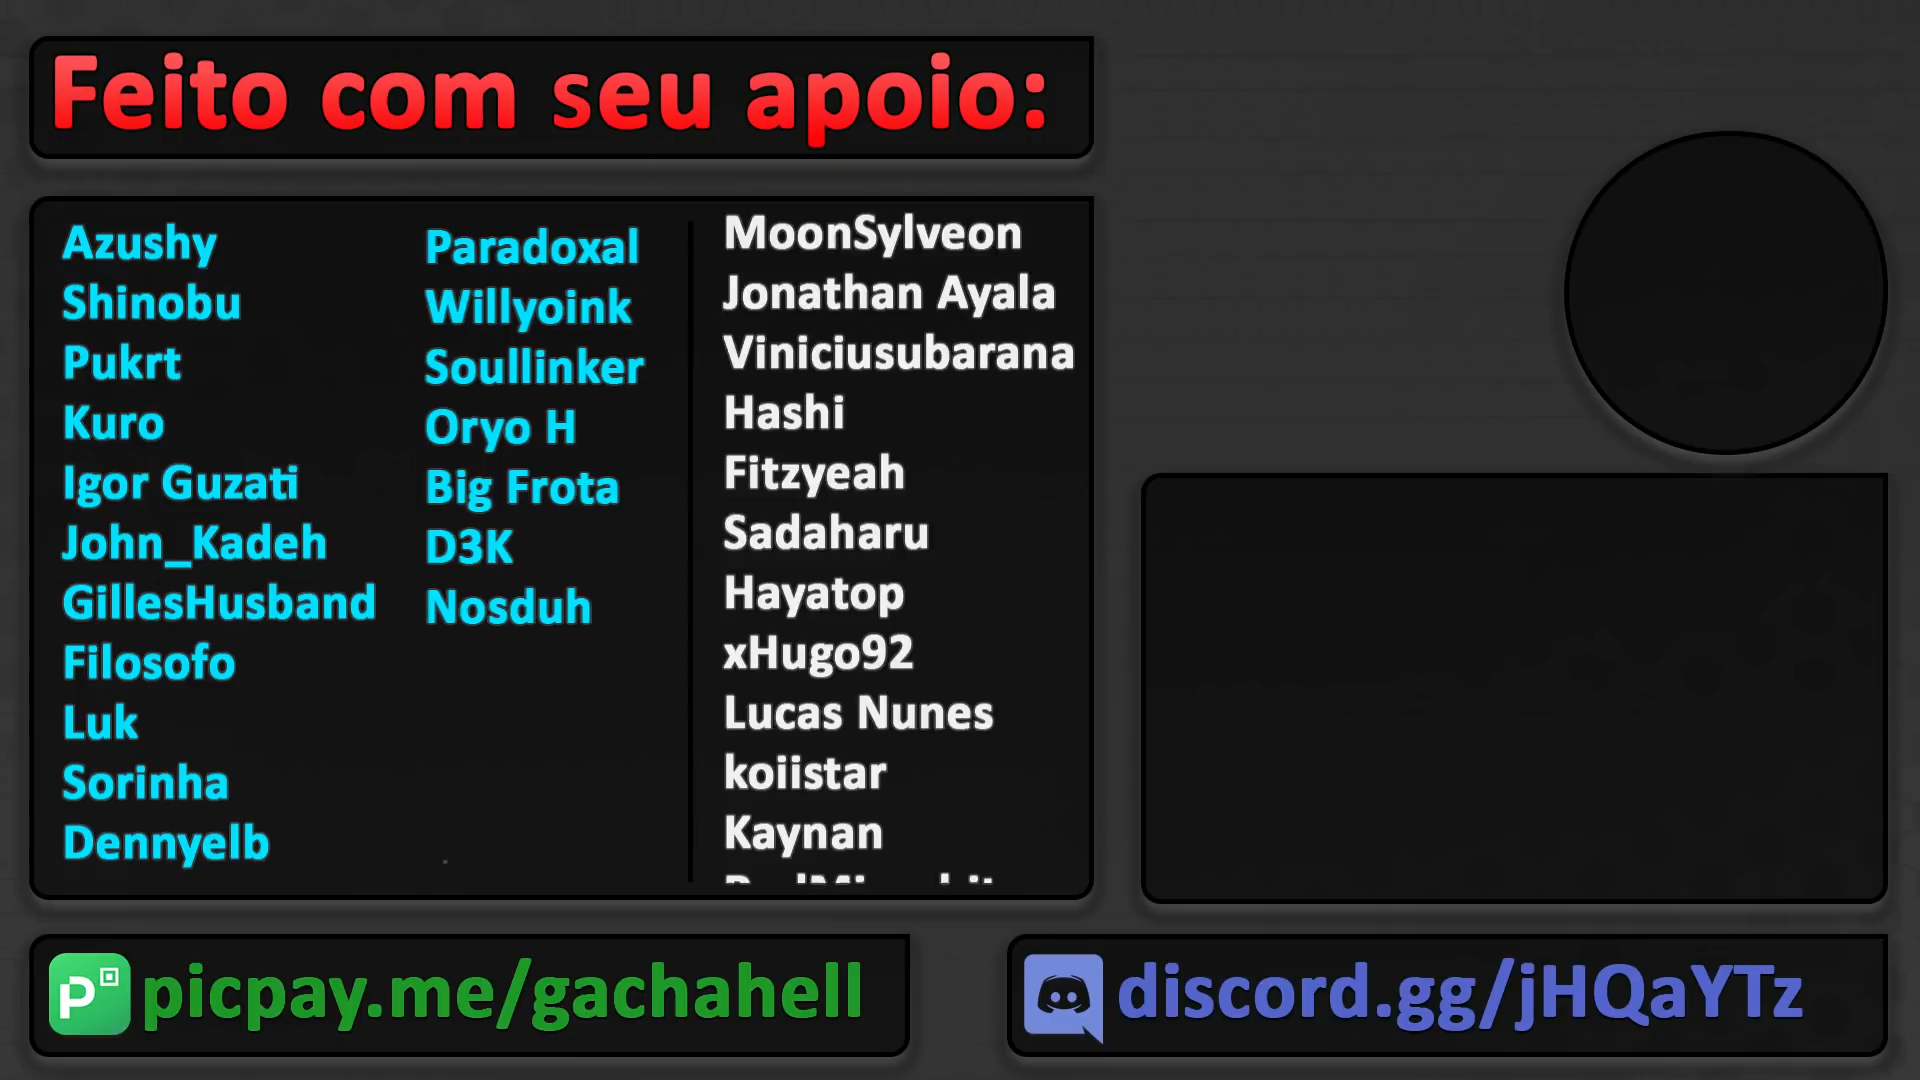 Feito com seu apoio:
Azushy
Shinobu
Pukrt
Kuro
Igor Guzati
John_Kadeh
GillesHusband
Filosofo
Luk
Sorinha
Dennyelb
Paradoxal
Willyoink
Soullinker
Oryo H
Big Frota
D3K
Nosduh
MoonSylveon
Jonathan Ayala
Viniciusubarana
Hashi
Fitzyeah
Sadaharu
Hayatop
xHugo92
Lucas Nunes
koiistar
Kaynan
picpay.me/gachahell
discord.gg/jHQaYTz